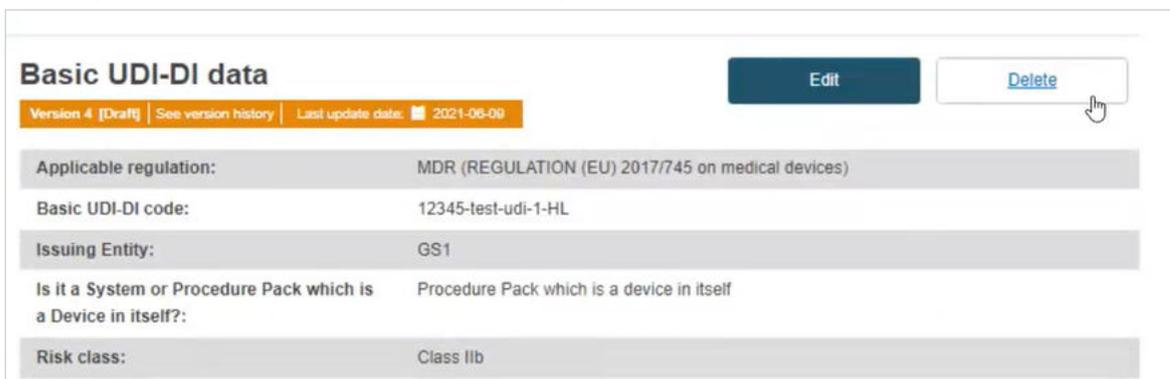 Basic UDI-DI data
Edit
Delete
Version 4 [Draft] See version history Last update date: 2021-06-09
Applicable regulation: MDR (REGULATION (EU) 2017/745 on medical devices)
Basic UDI-DI code: 12345-test-udi-1-HL
Issuing Entity: GS1
Is it a System or Procedure Pack which is Procedure Pack which is a device in itself
a Device in itself?:
Risk class: Class IIb